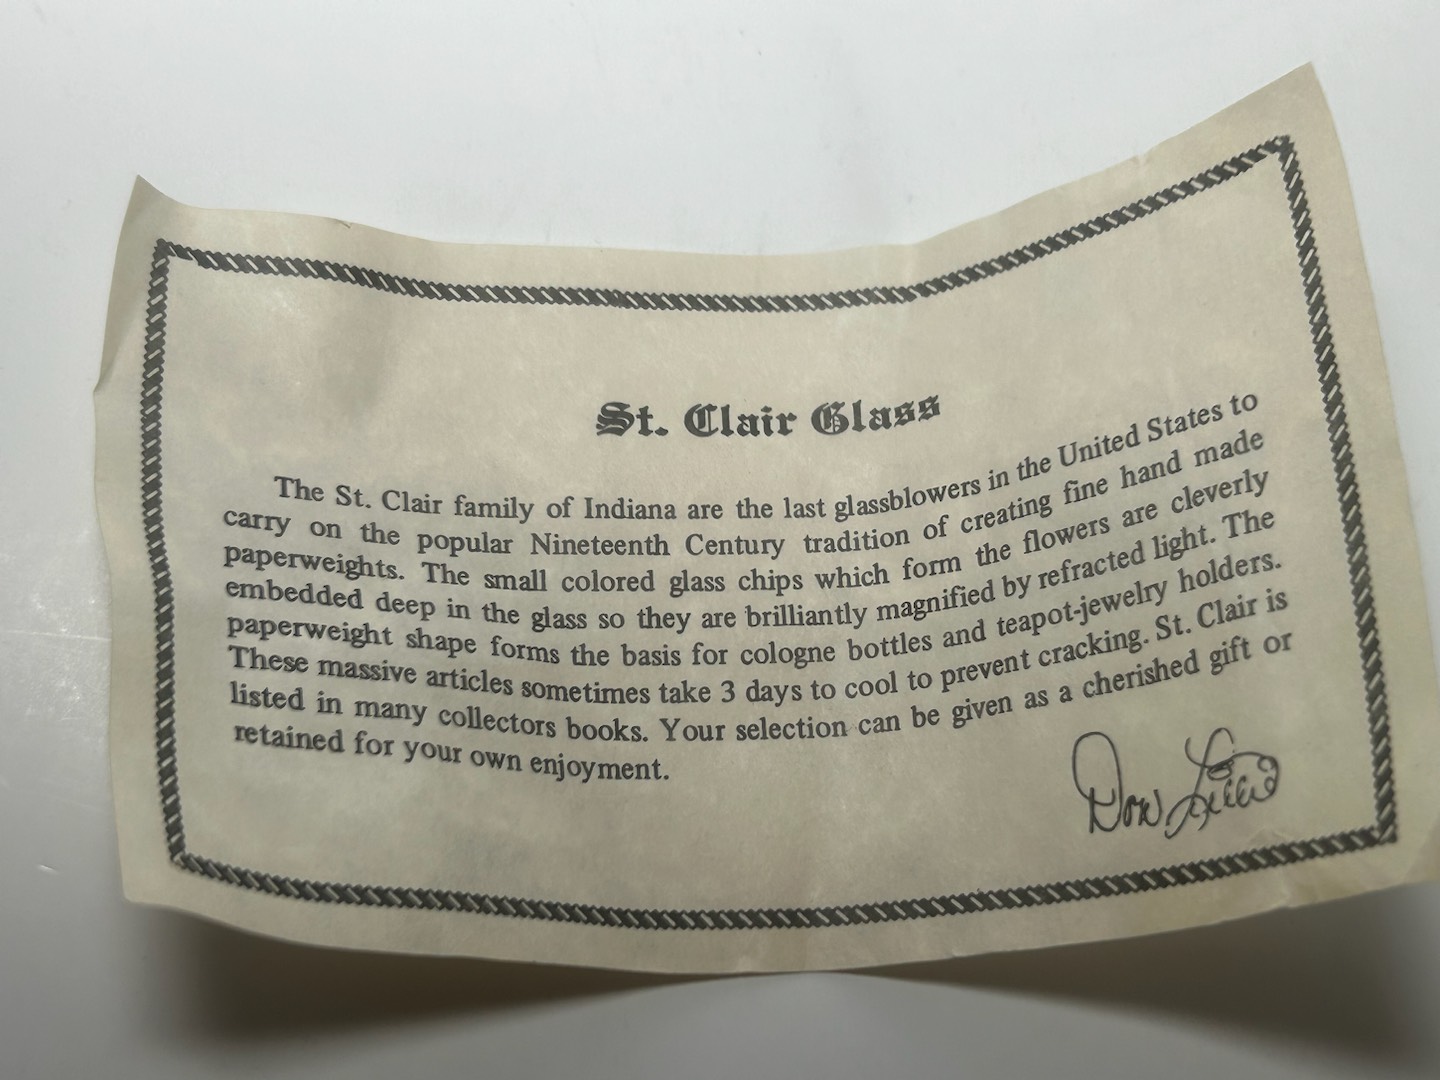 St. Clair Glass
The St. Clair family of Indiana are the last glassblowers in the United States to
carry on the popular Nineteenth Century tradition of creating fine hand made
paperweights. The small colored glass chips which form the flowers are cleverly
embedded deep in the glass so they are brilliantly magnified by refracted light. The
paperweight shape forms the basis for cologne bottles and teapot-jewelry holders.
These massive articles sometimes take 3 days to cool to prevent cracking. St. Clair is
listed in many collectors books. Your selection can be given as a cherished gift or
retained for your own enjoyment.
Don